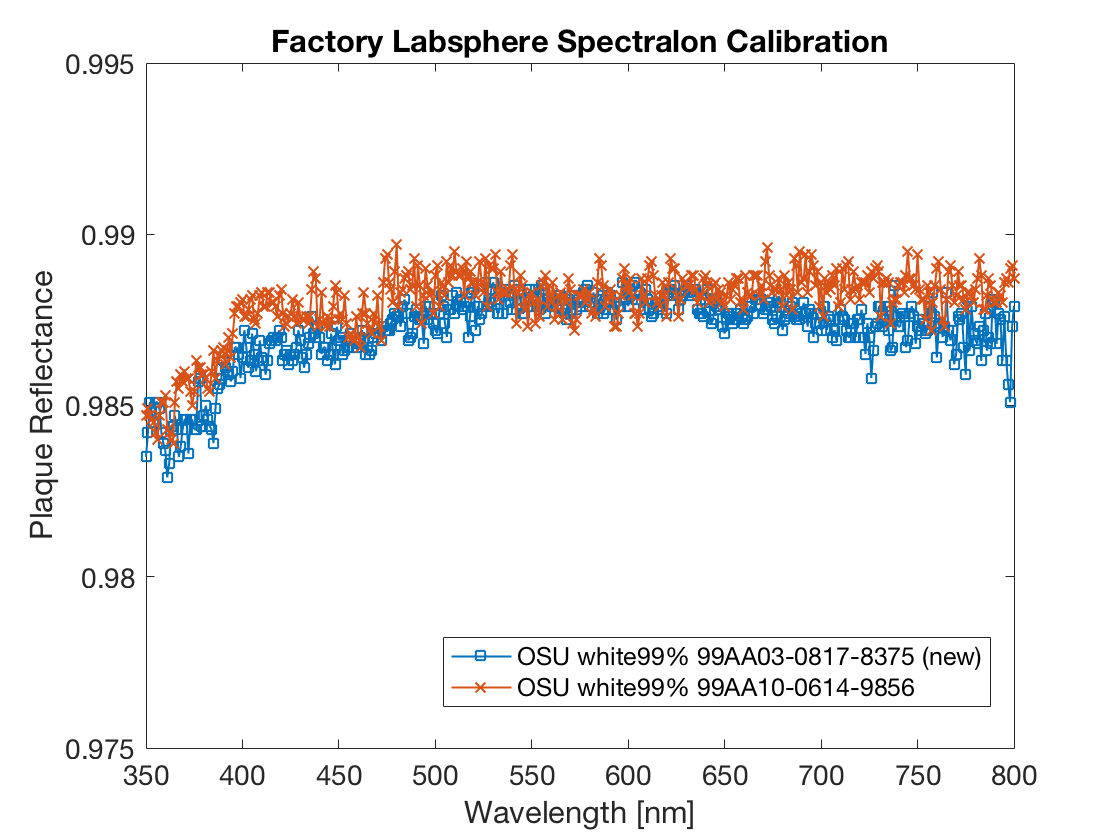 Factory Labsphere Spectralon Calibration
0.995
0.99
0.985
0.98
0.975
Plaque Reflectance
OSU white99% 99AA03-0817-8375 (new)
OSU white99% 99AA10-0614-9856
350 400 450 500 550 600 650 700 750 800
Wavelength [nm]